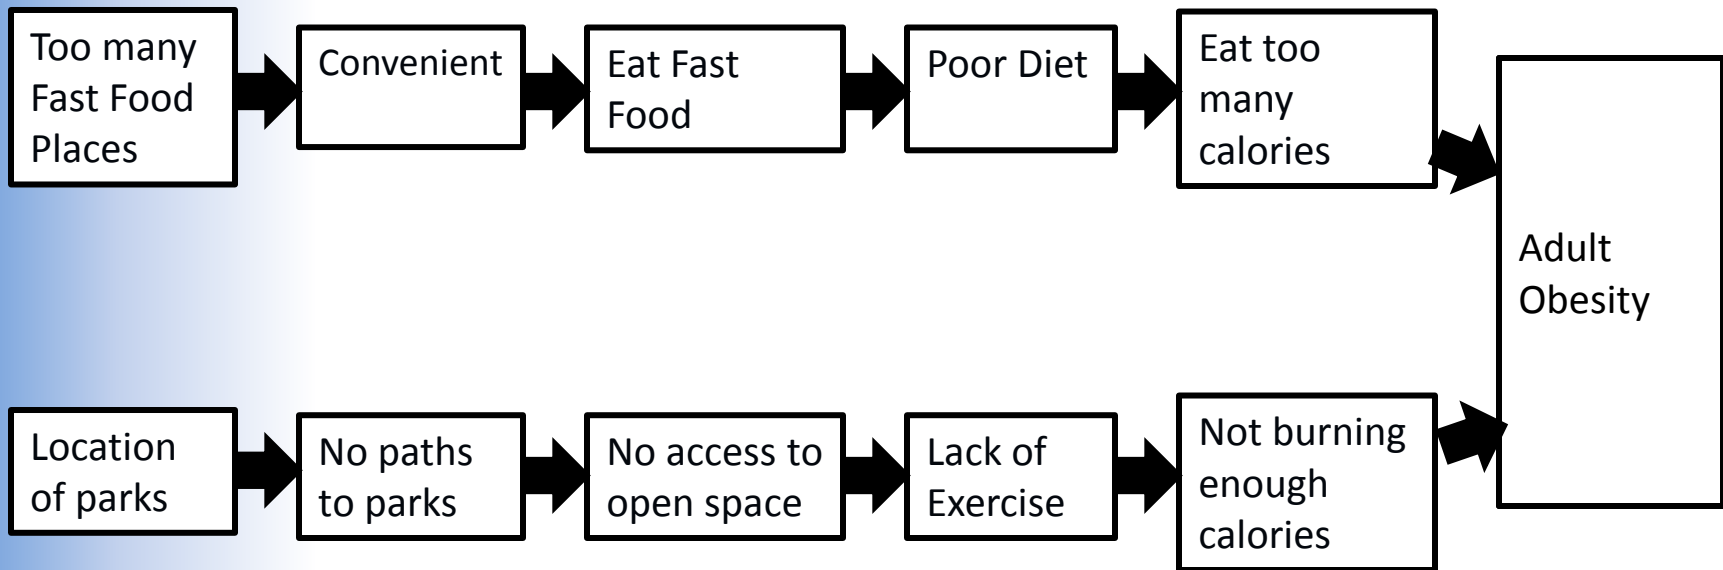 Too many
Fast Food
Places
Convenient
Eat Fast
Food
Poor Diet
Eat too
many
calories
Adult
Obesity
Location
of parks
No paths
to parks
No access to
open space
Lack of
Exercise
Not burning
enough
calories